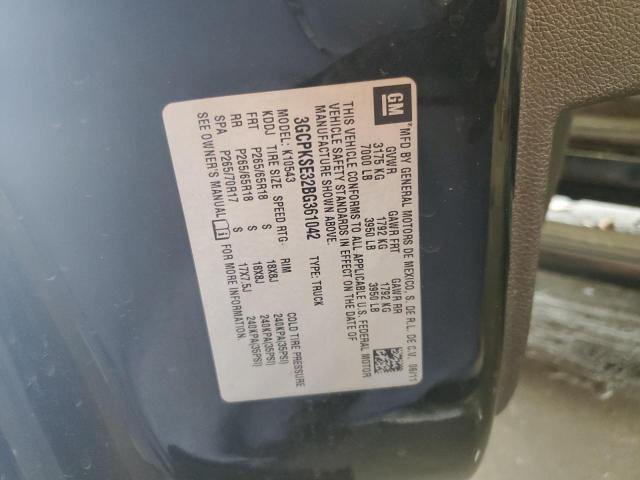 GM
MFD BY GENERAL MOTORS DE MEXICO, S. DE R.L. DE C.V. 06/11
GVWR GAWR FRT GAWR RR
3175 KG 1792 KG 1792 KG
7000 LB 3950 LB 3950 LB
THIS VEHICLE CONFORMS TO ALL APPLICABLE U.S. FEDERAL MOTOR
VEHICLE SAFETY STANDARDS IN EFFECT ON THE DATE OF
MANUFACTURE SHOWN ABOVE.
3GCPKSE32BG361042 TYPE: TRUCK
MODEL: K10543
KDDJ TIRE SIZE SPEED RTG RIM COLD TIRE PRESSURE
FRT P265/65R18 S 18X8J 240KPA(35PSI)
RR P265/65R18 S 18X8J 240KPA(35PSI)
SPA P265/70R17 S 17X7.5J 240KPA(35PSI)
SEE OWNER'S MANUAL FOR MORE INFORMATION.